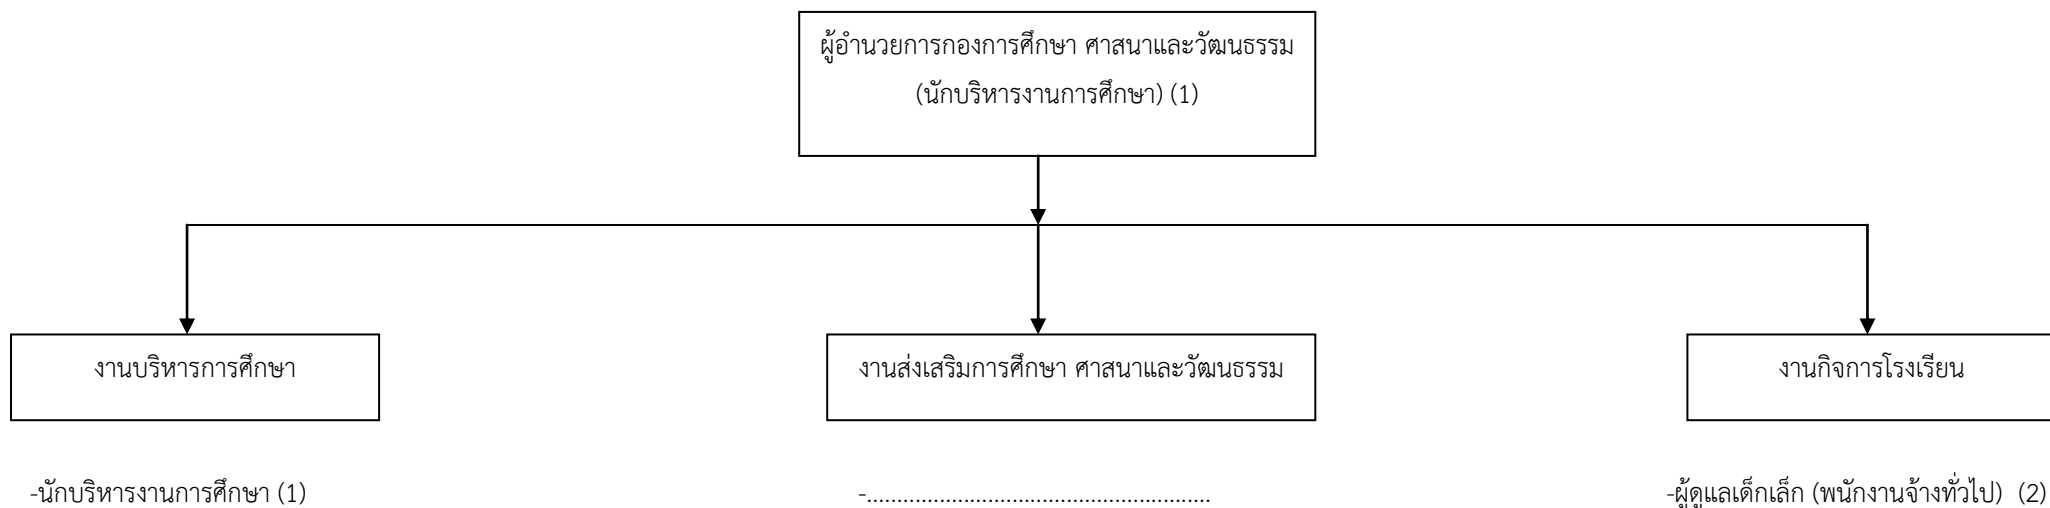 ผู้อำนวยการกองการศึกษา ศาสนาและวัฒนธรรม
(นักบริหารงานการศึกษา) (1)
งานบริหารการศึกษา
งานส่งเสริมการศึกษา ศาสนาและวัฒนธรรม
งานกิจการโรงเรียน
-นักบริหารงานการศึกษา (1)
-.........................................................
-ผู้ดูแลเด็กเล็ก (พนักงานจ้างทั่วไป) (2)